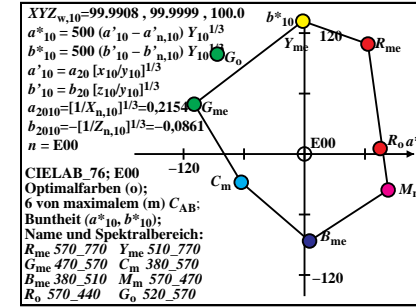 XYZw,10=99.9908 , 99.9999 , 100.0
a*10 = 500 (a'10 – a'n,10) Y10^1/3
b*10 = 500 (b'10 – b'n,10) Y10^1/3
a'10 = a20 [x10/y10]^1/3
b'10 = b20 [z10/y10]^1/3
a2010=[1/Xn,10]^1/3=0,2154
b2010=–[1/Zn,10]^1/3=–0,0861
n = E00
CIELAB_76; E00
Optimalfarben (o);
6 von maximalem (m) CAB;
Buntheit (a*10, b*10);
Name und Spektralbereich:
Rme 570_770 Yme 510_770
Gme 470_570 Cm 380_570
Bme 380_510 Mm 570_470
Ro 570_440 Go 520_570
b*10
Yme
120
Rme
Go
Gme
E00
Ro
a*
–120
Cm
Mm
Bme
–120